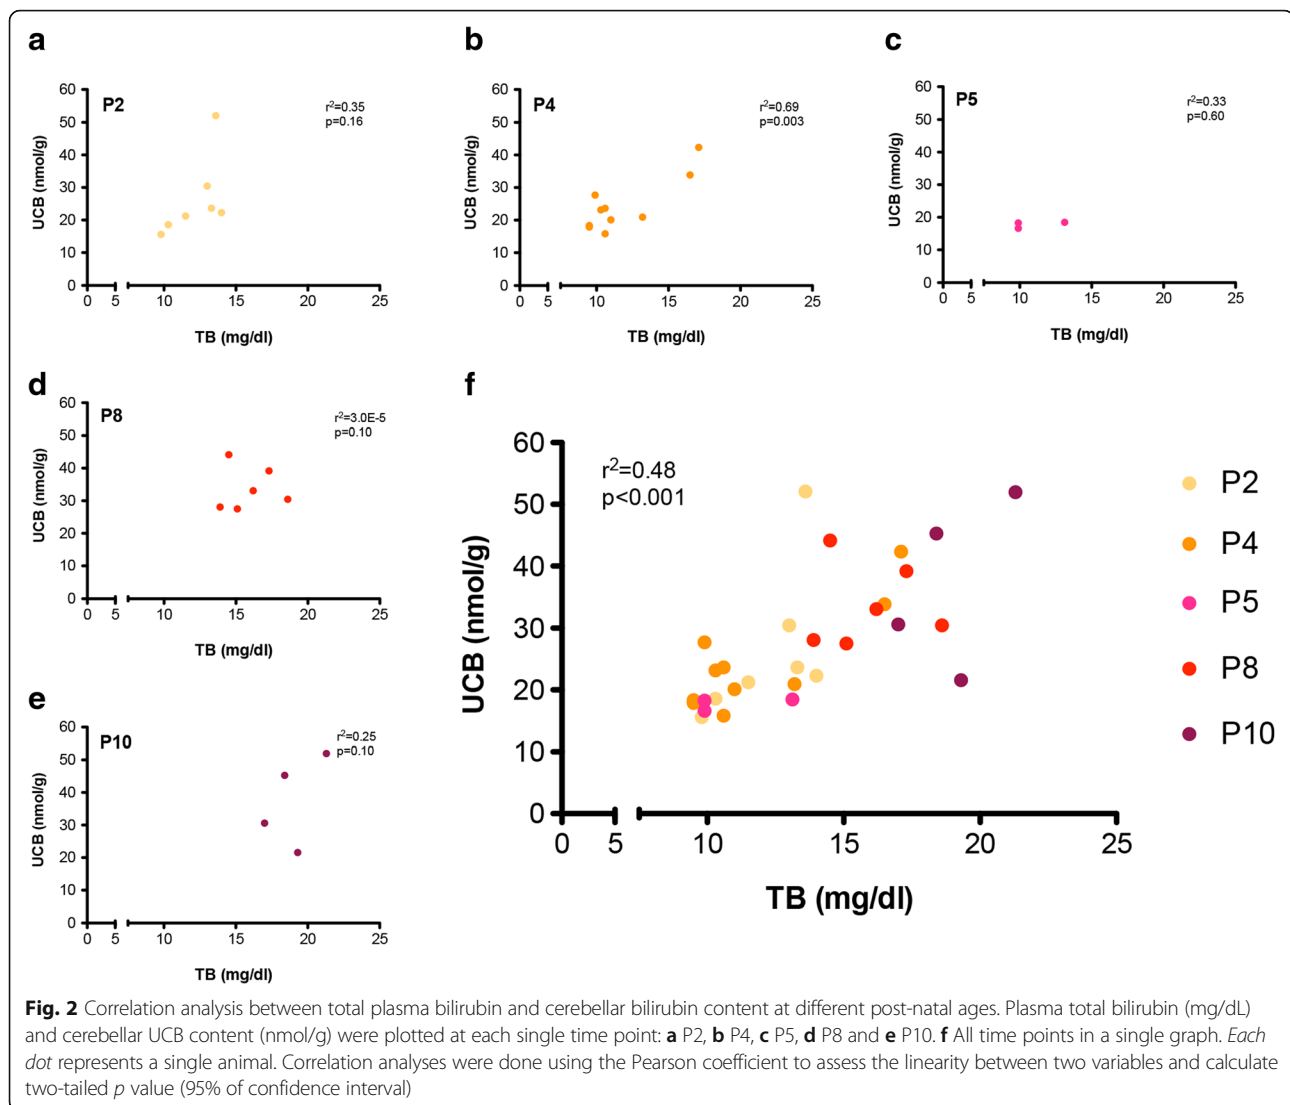 a
P2
r²=0.35
p=0.16
UCB (nmol/g)
60
50
40
30
20
10
0
0 5 10 15 20 25
TB (mg/dl)
b
P4
r²=0.69
p=0.003
UCB (nmol/g)
60
50
40
30
20
10
0
0 5 10 15 20 25
TB (mg/dl)
c
P5
r²=0.33
p=0.60
UCB (nmol/g)
60
50
40
30
20
10
0
0 5 10 15 20 25
TB (mg/dl)
d
P8
r²=3.0E-5
p=0.10
UCB (nmol/g)
60
50
40
30
20
10
0
0 5 10 15 20 25
TB (mg/dl)
e
P10
r²=0.25
p=0.10
UCB (nmol/g)
60
50
40
30
20
10
0
0 5 10 15 20 25
TB (mg/dl)
f
r²=0.48
p<0.001
UCB (nmol/g)
60
50
40
30
20
10
0
0 5 10 15 20 25
TB (mg/dl)
P2
P4
P5
P8
P10
Fig. 2 Correlation analysis between total plasma bilirubin and cerebellar bilirubin content at different post-natal ages. Plasma total bilirubin (mg/dL)
and cerebellar UCB content (nmol/g) were plotted at each single time point: a P2, b P4, c P5, d P8 and e P10. f All time points in a single graph. Each
dot represents a single animal. Correlation analyses were done using the Pearson coefficient to assess the linearity between two variables and calculate
two-tailed p value (95% of confidence interval)